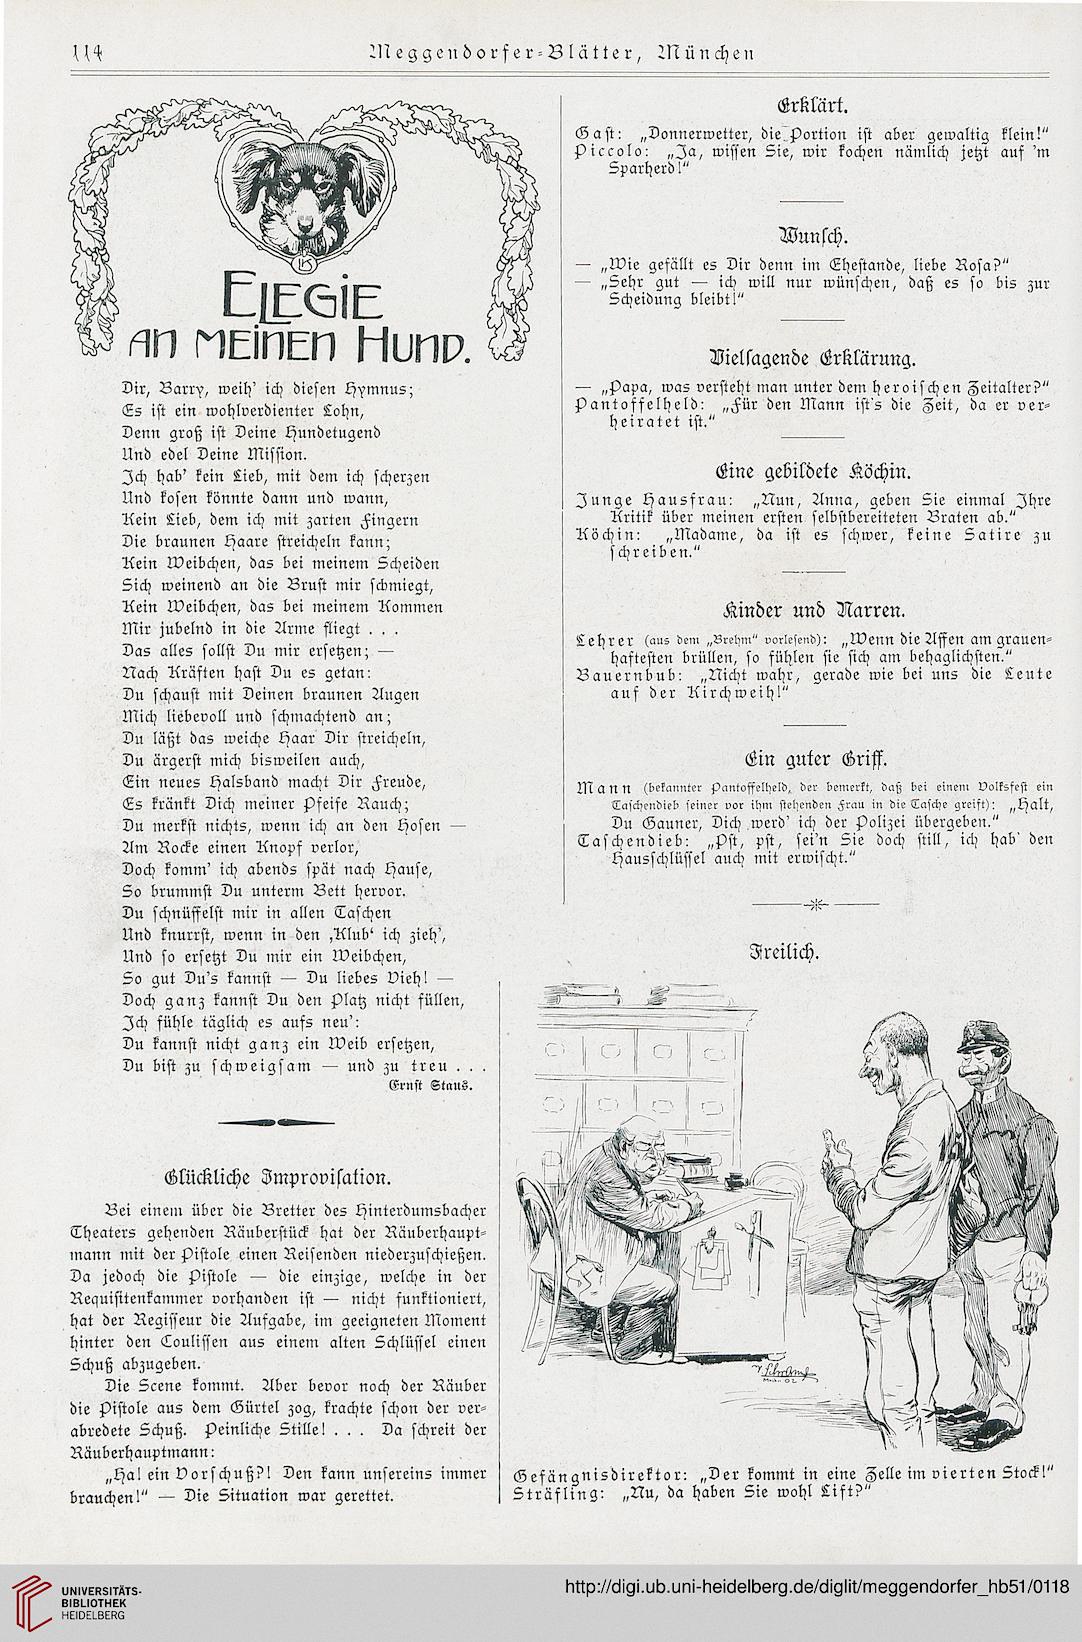 114
Meggendorfer-Blätter, München
ELEGIE
AN MEINEN HUND.
Dir, Barry, weih' ich diesen Hymnus;
Es ist ein wohlverdienter Lohn,
Denn groß ist Deine Hundetugend
Und edel Deine Mission.
Ich hab' kein Lieb, mit dem ich scherzen
Und kosen könnte dann und wann,
Kein Lieb, dem ich mit zarten Fingern
Die braunen Haare streicheln kann;
Kein Weibchen, das bei meinem Scheiden
Sich weinend an die Brust mir schmiegt,
Kein Weibchen, das bei meinem Kommen
Mir jubelnd in die Arme fliegt . . .
Das alles sollst Du mir ersetzen; —
Nach Kräften hast Du es getan:
Du schaust mit Deinen braunen Augen
Mich liebevoll und schmachtend an;
Du läßt das weiche Haar Dir streicheln,
Du ärgerst mich bisweilen auch,
Ein neues Halsband macht Dir Freude,
Es kränkt Dich meiner Pfeife Rauch;
Du merkst nichts, wenn ich an den Hosen —
Am Rocke einen Knopf verlor,
Doch komm' ich abends spät nach Hause,
So brummst Du unterm Bett hervor.
Du schnüffelst mir in allen Taschen
Und knurrst, wenn in den ‚Klub‘ ich zieh',
Und so ersetzt Du mir ein Weibchen,
So gut Du's kannst — Du liebes Vieh! —
Doch ganz kannst Du den Platz nicht füllen,
Ich fühle täglich es aufs neu':
Du kannst nicht ganz ein Weib ersetzen,
Du bist zu schweigsam — und zu treu . . .
Ernst Staus.
Glückliche Improvisation.
Bei einem über die Bretter des Hinterdumsbacher
Theaters gehenden Räuberstück hat der Räuberhaupt-
mann mit der Pistole einen Reisenden niederzuschießen.
Da jedoch die Pistole — die einzige, welche in der
Requisitenkammer vorhanden ist — nicht funktioniert,
hat der Regisseur die Aufgabe, im geeigneten Moment
hinter den Coulissen aus einem alten Schlüssel einen
Schuß abzugeben.
Die Scene kommt. Aber bevor noch der Räuber
die Pistole aus dem Gürtel zog, krachte schon der ver-
abredete Schuß. Peinliche Stille! . . . Da schreit der
Räuberhauptmann:
„Ha! ein Vorschuß?! Den kann unsereins immer
brauchen!“ — Die Situation war gerettet.
Erklärt.
Gast: „Donnerwetter, die Portion ist aber gewaltig klein!“
Piccolo: „Ja, wissen Sie, wir kochen nämlich jetzt auf 'm
Sparherd!“
Wunsch.
— „Wie gefällt es Dir denn im Ehestande, liebe Rosa?“
— „Sehr gut — ich will nur wünschen, daß es so bis zur
Scheidung bleibt!“
Vielsagende Erklärung.
— „Papa, was versteht man unter dem heroischen Zeitalter?“
Pantoffelheld: „Für den Mann ist's die Zeit, da er ver-
heiratet ist.“
Eine gebildete Köchin.
Junge Hausfrau: „Nun, Anna, geben Sie einmal Ihre
Kritik über meinen ersten selbstbereiteten Braten ab.“
Köchin: „Madame, da ist es schwer, keine Satire zu
schreiben.“
Kinder und Narren.
Lehrer (aus dem „Brehm“ vorlesend): „Wenn die Affen am grauen-
haftesten brüllen, so fühlen sie sich am behaglichsten.“
Bauernbub: „Nicht wahr, gerade wie bei uns die Leute
auf der Kirchweih!“
Ein guter Griff.
Mann (bekannter Pantoffelheld, der bemerkt, daß bei einem Volksfest ein
Taschendieb seiner vor ihm stehenden Frau in die Tasche greift): „Halt,
Du Gauner, Dich werd' ich der Polizei übergeben.“
Taschendieb: „Pst, pst, sei'n Sie doch still, ich hab' den
Hausschlüssel auch mit erwischt.“
Freilich.
Gefängnisdirektor: „Der kommt in eine Zelle im vierten Stock!“
Sträfling: „Nu, da haben Sie wohl Lift?“
UNIVERSITÄTS-
BIBLIOTHEK
HEIDELBERG
http://digi.ub.uni-heidelberg.de/diglit/meggendorfer_hb51/0118